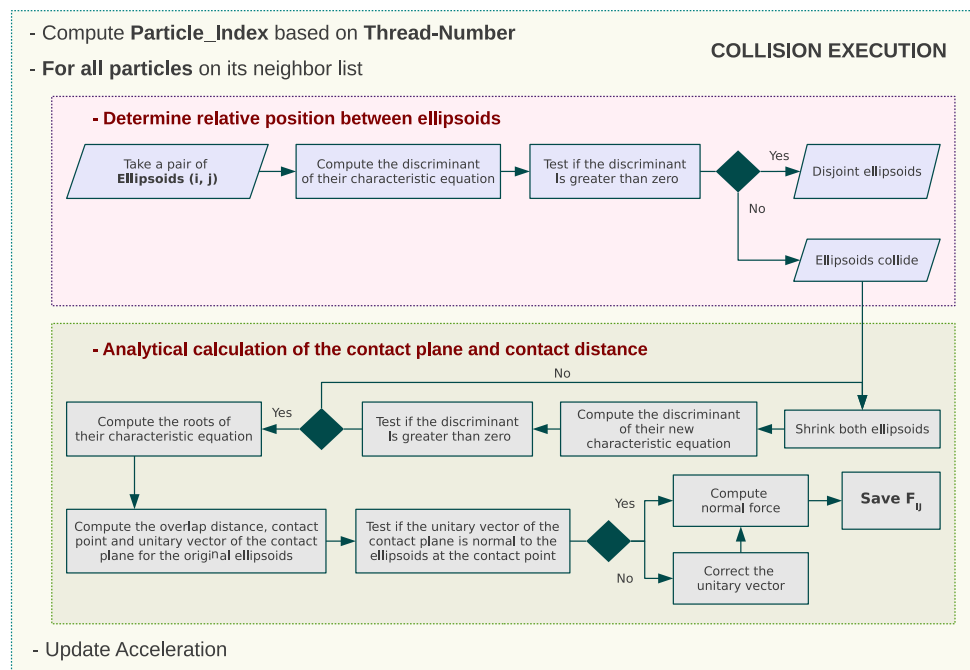 - Compute Particle_Index based on Thread-Number
COLLISION EXECUTION
- For all particles on its neighbor list
- Determine relative position between ellipsoids
Take a pair of
Ellipsoids (i, j)
Compute the discriminant
of their characteristic equation
Test if the discriminant
Is greater than zero
Yes
Disjoint ellipsoids
No
Ellipsoids collide
- Analytical calculation of the contact plane and contact distance
No
Shrink both ellipsoids
Compute the discriminant
of their new
characteristic equation
Test if the discriminant
Is greater than zero
Yes
Compute the roots of
their characteristic equation
Compute the overlap distance, contact
point and unitary vector of the contact
plane for the original ellipsoids
Test if the unitary vector of the
contact plane is normal to the
ellipsoids at the contact point
Yes
Compute
normal force
Save F_IJ
No
Correct the
unitary vector
- Update Acceleration